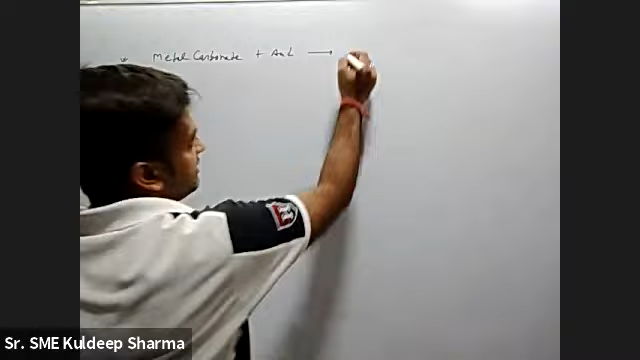 * Metal Carbonate + Acid →
Sr. SME Kuldeep Sharma